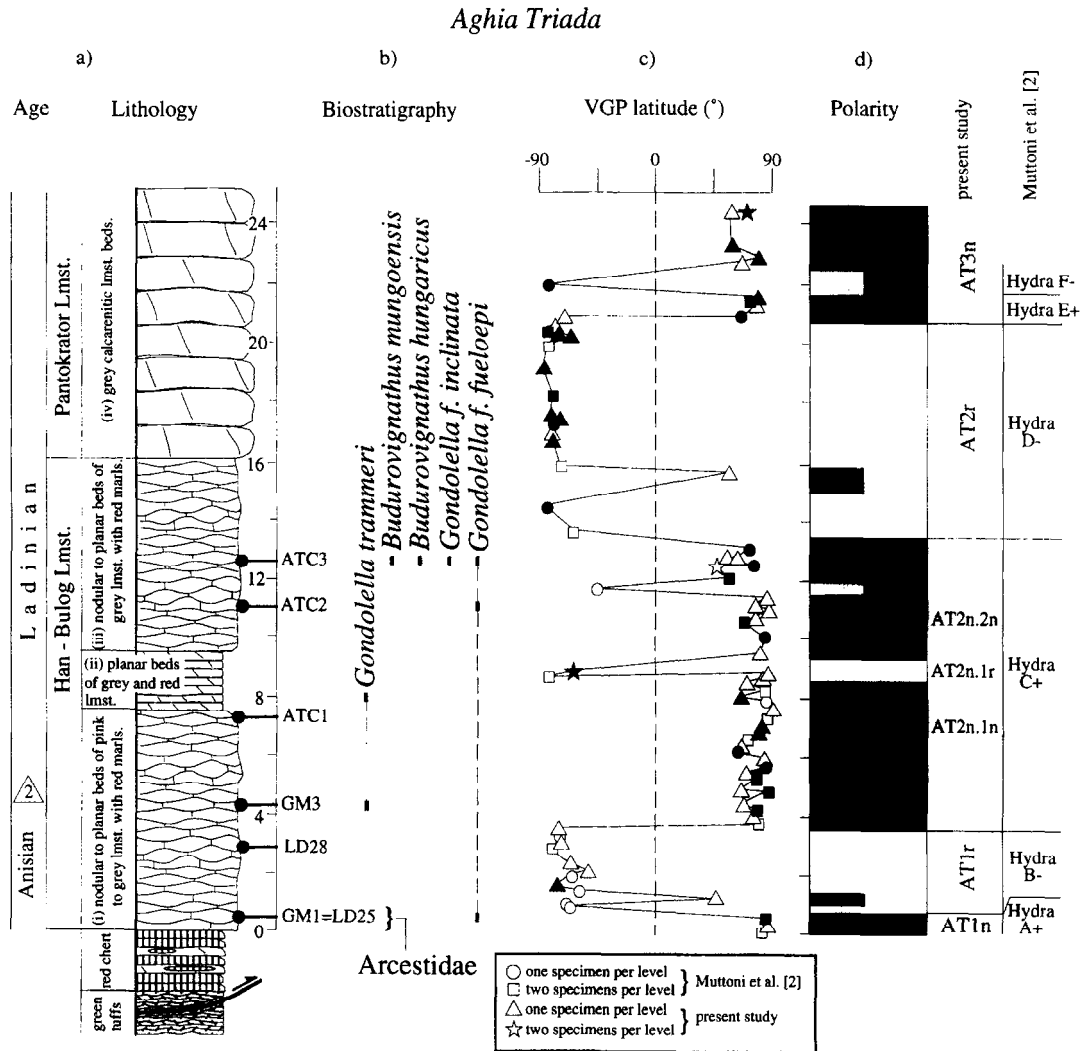 Aghia Triada
a)
b)
c)
d)
Age
Lithology
Biostratigraphy
VGP latitude (°)
Polarity
present study
Muttoni et al. [2]
-90
0
90
Ladinian
Anisian
2
Pantokrator Lmst.
Han - Bulog Lmst.
(iv) grey calcarenitic lmst. beds.
(iii) nodular to planar beds of
grey lmst. with red marls.
(ii) planar beds
of grey and red
lmst.
(i) nodular to planar beds of pink
to grey lmst. with red marls.
red chert
green
tuffs
24
20
16
12
8
4
0
ATC3
ATC2
ATC1
GM3
LD28
GM1=LD25
Arcestidae
Gondolella trammeri
Budurovignathus mungoensis
Budurovignathus hungaricus
Gondolella f. inclinata
Gondolella f. fueloepi
AT3n
AT2r
AT2n.2n
AT2n.1r
AT2n.1n
AT1r
AT1n
Hydra F-
Hydra E+
Hydra
D-
Hydra
C+
Hydra
B-
Hydra
A+
one specimen per level
two specimens per level
Muttoni et al. [2]
one specimen per level
two specimens per level
present study